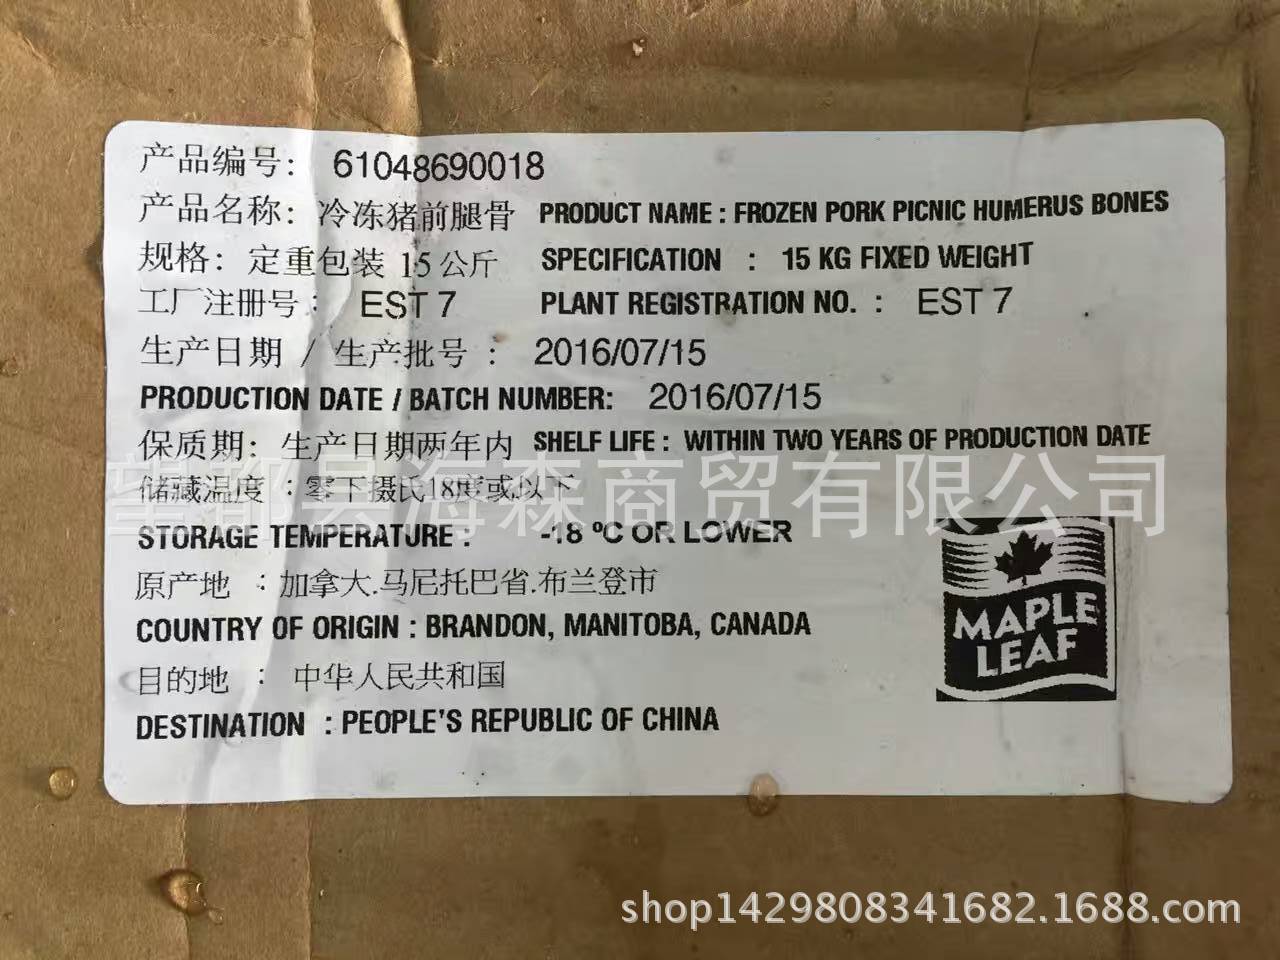 产品编号: 61048690018
产品名称: 冷冻猪前腿骨 PRODUCT NAME : FROZEN PORK PICNIC HUMERUS BONES
规格: 定重包装 15公斤 SPECIFICATION : 15 KG FIXED WEIGHT
工厂注册号: EST 7 PLANT REGISTRATION NO. : EST 7
生产日期 / 生产批号 : 2016/07/15
PRODUCTION DATE / BATCH NUMBER: 2016/07/15
保质期: 生产日期两年内 SHELF LIFE : WITHIN TWO YEARS OF PRODUCTION DATE
望都县海森商贸有限公司
储藏温度 : 零下摄氏18度或以下
STORAGE TEMPERATURE : -18 ºC OR LOWER
原产地 : 加拿大.马尼托巴省.布兰登市
COUNTRY OF ORIGIN : BRANDON, MANITOBA, CANADA
目的地 : 中华人民共和国
DESTINATION : PEOPLE'S REPUBLIC OF CHINA
MAPLE
LEAF
shop1429808341682.1688.com